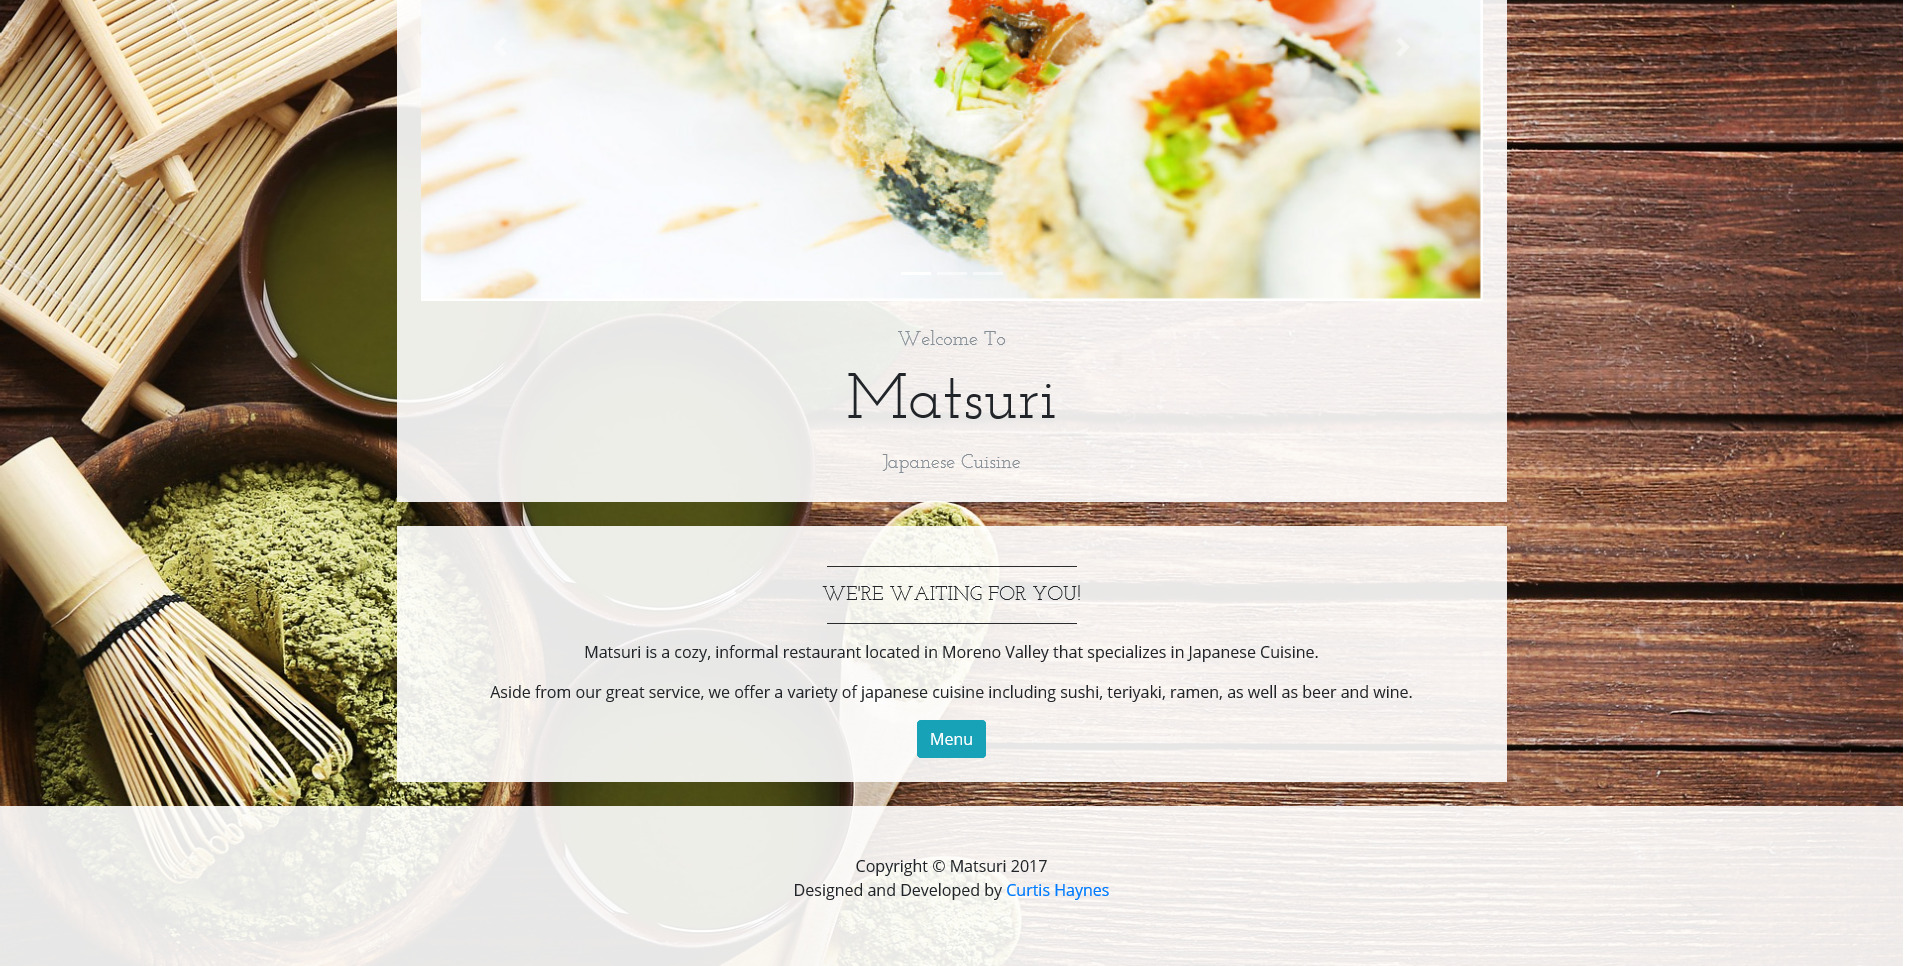 Welcome To
Matsuri
Japanese Cuisine
WE'RE WAITING FOR YOU!
Matsuri is a cozy, informal restaurant located in Moreno Valley that specializes in Japanese Cuisine.
Aside from our great service, we offer a variety of japanese cuisine including sushi, teriyaki, ramen, as well as beer and wine.
Menu
Copyright © Matsuri 2017
Designed and Developed by Curtis Haynes